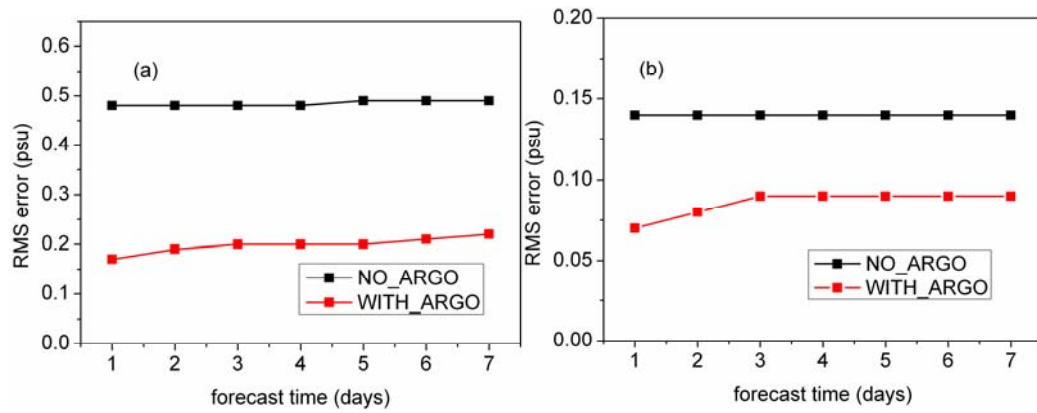 (a)
RMS error (psu)
0.6
0.5
0.4
0.3
0.2
0.1
0.0
NO_ARGO
WITH_ARGO
1 2 3 4 5 6 7
forecast time (days)
(b)
RMS error (psu)
0.20
0.15
0.10
0.05
0.00
NO_ARGO
WITH_ARGO
1 2 3 4 5 6 7
forecast time (days)